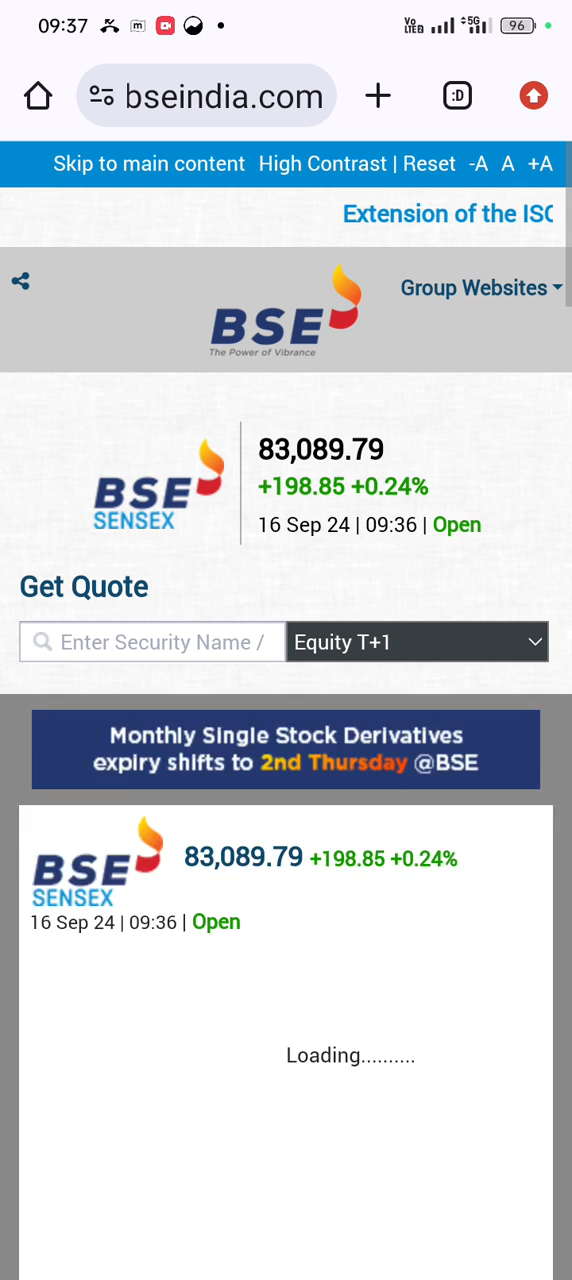 09:37 m Vo LTE2 5G 96
bseindia.com :D
Skip to main content High Contrast | Reset -A A +A
Extension of the ISC
Group Websites
BSE
The Power of Vibrance
83,089.79
+198.85 +0.24%
BSE
SENSEX
16 Sep 24 | 09:36 | Open
Get Quote
Enter Security Name / Equity T+1
Monthly Single Stock Derivatives
expiry shifts to 2nd Thursday @BSE
BSE
SENSEX
83,089.79 +198.85 +0.24%
16 Sep 24 | 09:36 | Open
Loading..........